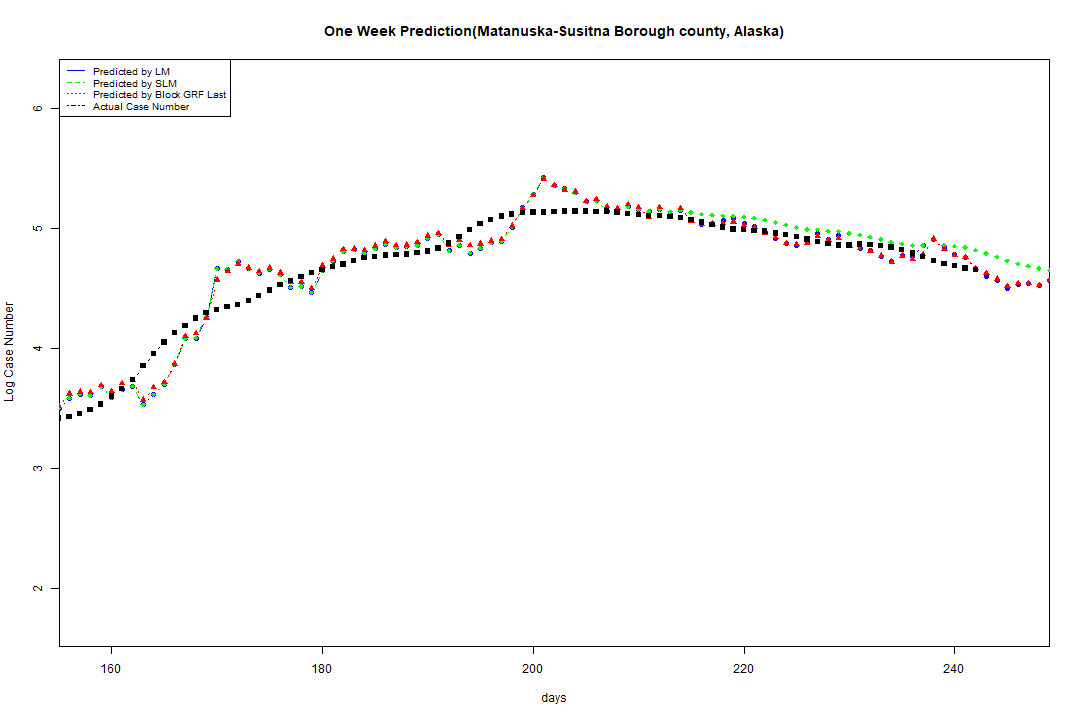 One Week Prediction(Matanuska-Susitna Borough county, Alaska)
Predicted by LM
Predicted by SLM
Predicted by Block GRF Last
Actual Case Number
6
5
4
3
2
Log Case Number
160 180 200 220 240
days